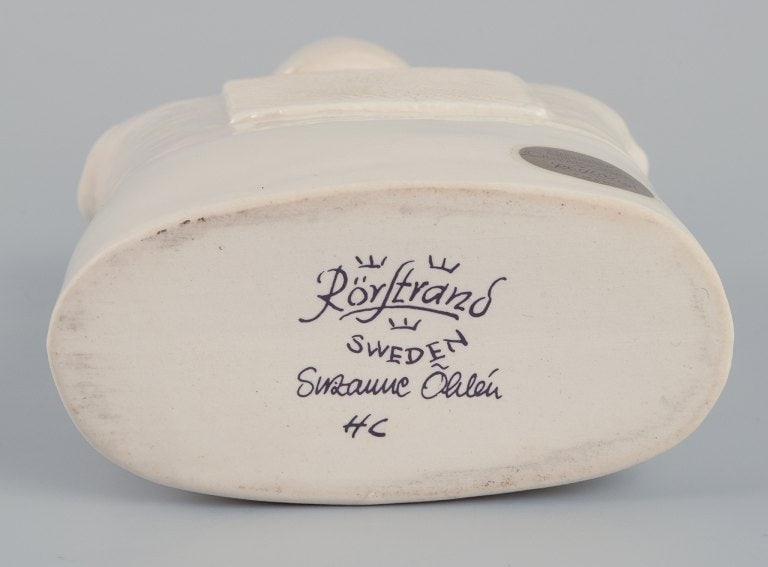 Rörstrand
SWEDEN
Suzanne Öhlén
HC